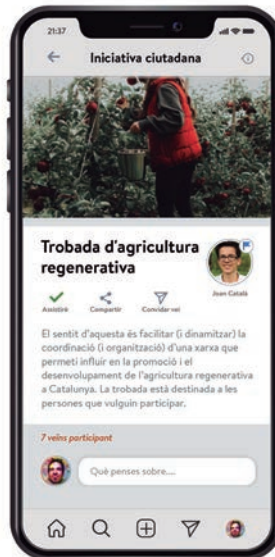 21:37
Iniciativa ciutadana
Trobada d'agricultura
regenerativa
Joan Català
Assistiré
Compartir
Convidar veí
El sentit d'aquesta és facilitar (i dinamitzar) la
coordinació (i organització) d'una xarxa que
permeti influir en la promoció i el
desenvolupament de l'agricultura regenerativa
a Catalunya. La trobada està destinada a les
persones que vulguin participar.
7 veïns participant
Què penses sobre....